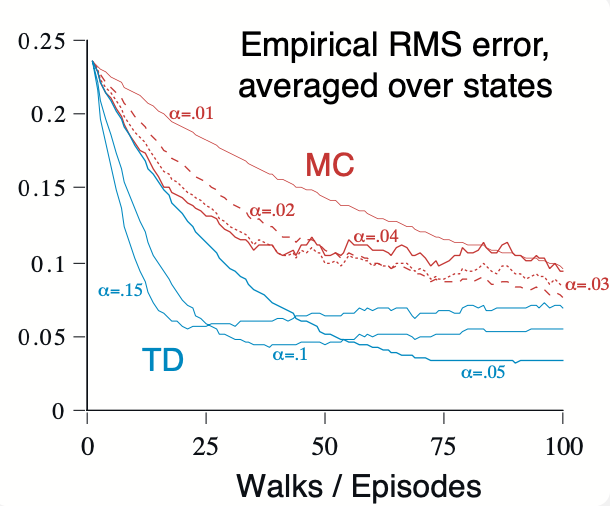 Empirical RMS error,
averaged over states
0.25
0.2
0.15
0.1
0.05
0
α=.01
MC
α=.02
α=.04
α=.03
α=.15
TD
α=.1
α=.05
0
25
50
75
100
Walks / Episodes